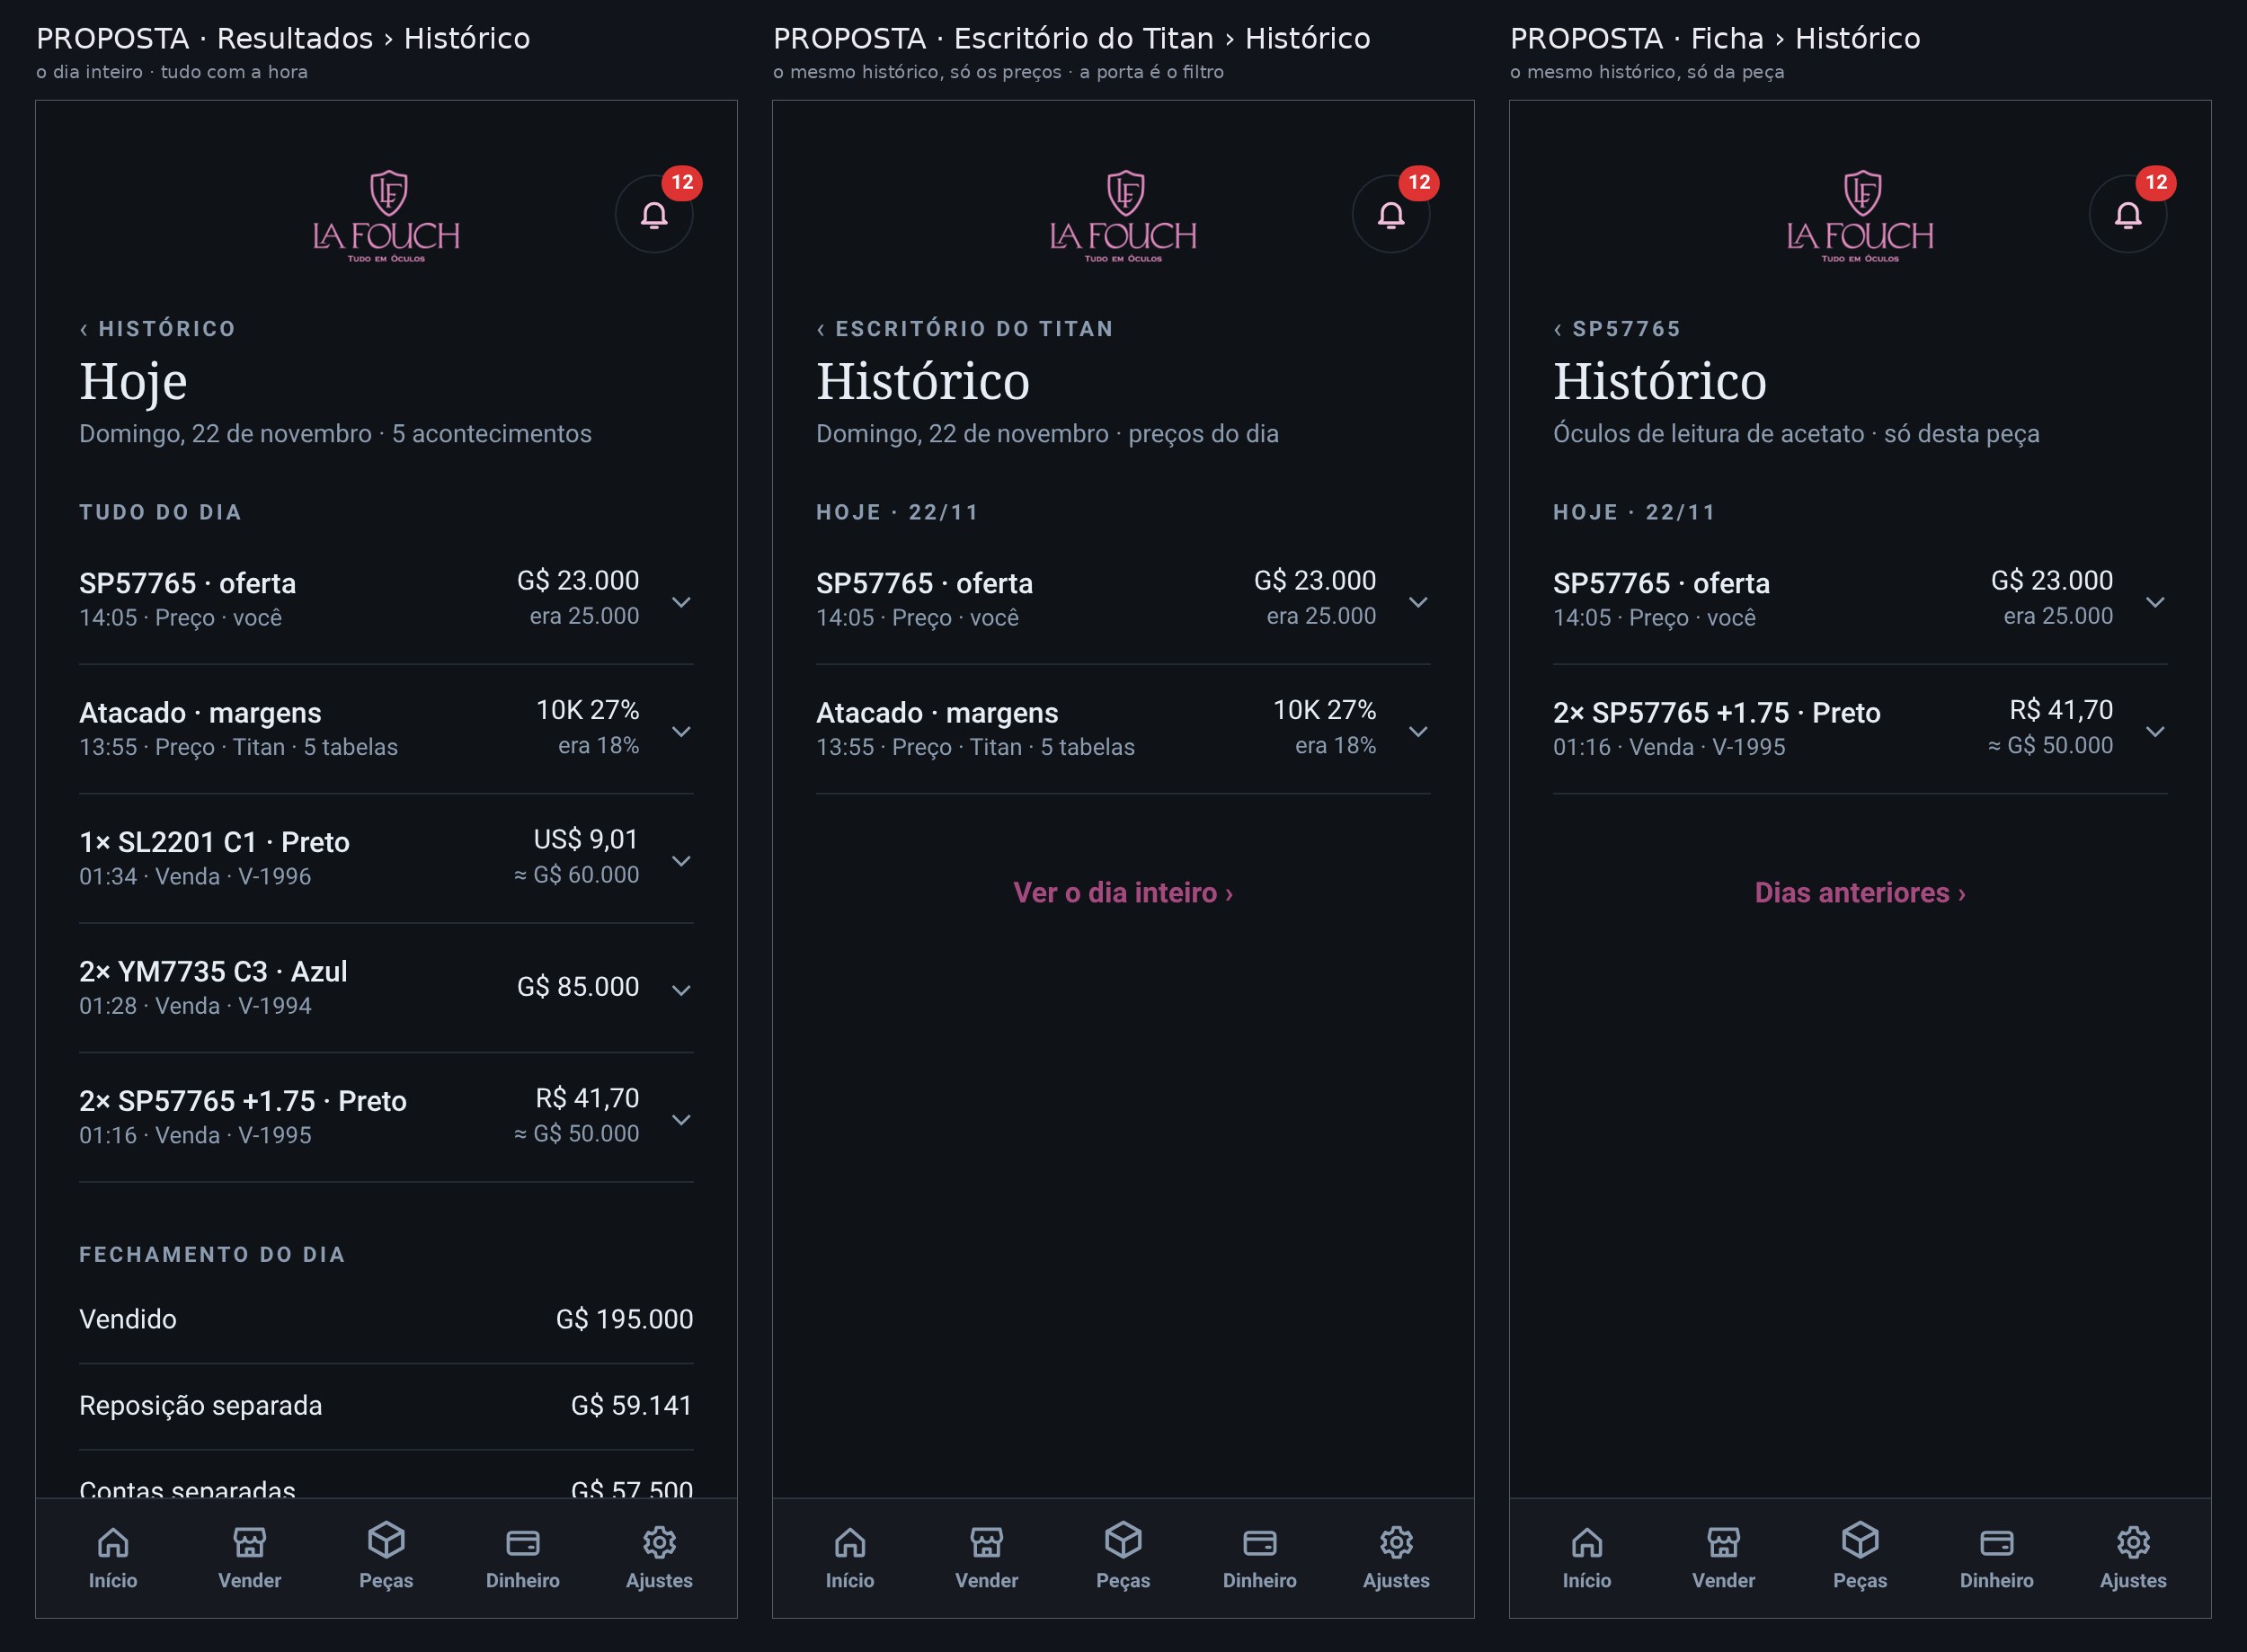 PROPOSTA · Resultados › Histórico
o dia inteiro · tudo com a hora
12
LF
LA FOUCH
TUDO EM ÓCULOS
‹ HISTÓRICO
Hoje
Domingo, 22 de novembro · 5 acontecimentos
TUDO DO DIA
SP57765 · oferta
G$ 23.000
14:05 · Preço · você
era 25.000
Atacado · margens
10K 27%
13:55 · Preço · Titan · 5 tabelas
era 18%
1× SL2201 C1 · Preto
US$ 9,01
01:34 · Venda · V-1996
≈ G$ 60.000
2× YM7735 C3 · Azul
G$ 85.000
01:28 · Venda · V-1994
2× SP57765 +1.75 · Preto
R$ 41,70
01:16 · Venda · V-1995
≈ G$ 50.000
FECHAMENTO DO DIA
Vendido
G$ 195.000
Reposição separada
G$ 59.141
Contas separadas
G$ 57.500
Início
Vender
Peças
Dinheiro
Ajustes
PROPOSTA · Escritório do Titan › Histórico
o mesmo histórico, só os preços · a porta é o filtro
12
LF
LA FOUCH
TUDO EM ÓCULOS
‹ ESCRITÓRIO DO TITAN
Histórico
Domingo, 22 de novembro · preços do dia
HOJE · 22/11
SP57765 · oferta
G$ 23.000
14:05 · Preço · você
era 25.000
Atacado · margens
10K 27%
13:55 · Preço · Titan · 5 tabelas
era 18%
Ver o dia inteiro ›
Início
Vender
Peças
Dinheiro
Ajustes
PROPOSTA · Ficha › Histórico
o mesmo histórico, só da peça
12
LF
LA FOUCH
TUDO EM ÓCULOS
‹ SP57765
Histórico
Óculos de leitura de acetato · só desta peça
HOJE · 22/11
SP57765 · oferta
G$ 23.000
14:05 · Preço · você
era 25.000
2× SP57765 +1.75 · Preto
R$ 41,70
01:16 · Venda · V-1995
≈ G$ 50.000
Dias anteriores ›
Início
Vender
Peças
Dinheiro
Ajustes